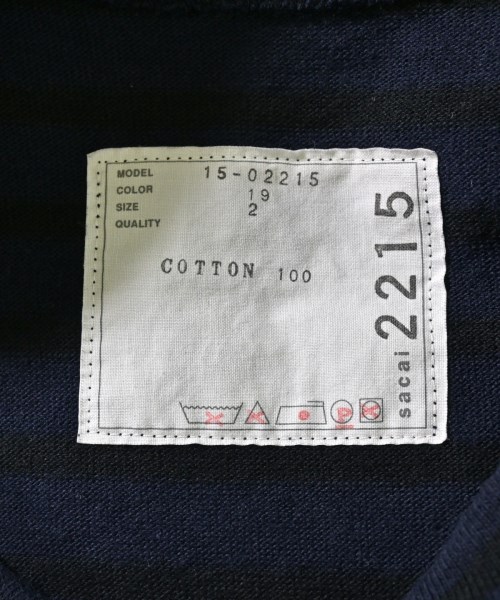 MODEL 15-02215
COLOR 19
SIZE 2
QUALITY
COTTON 100
sacai 2215
P